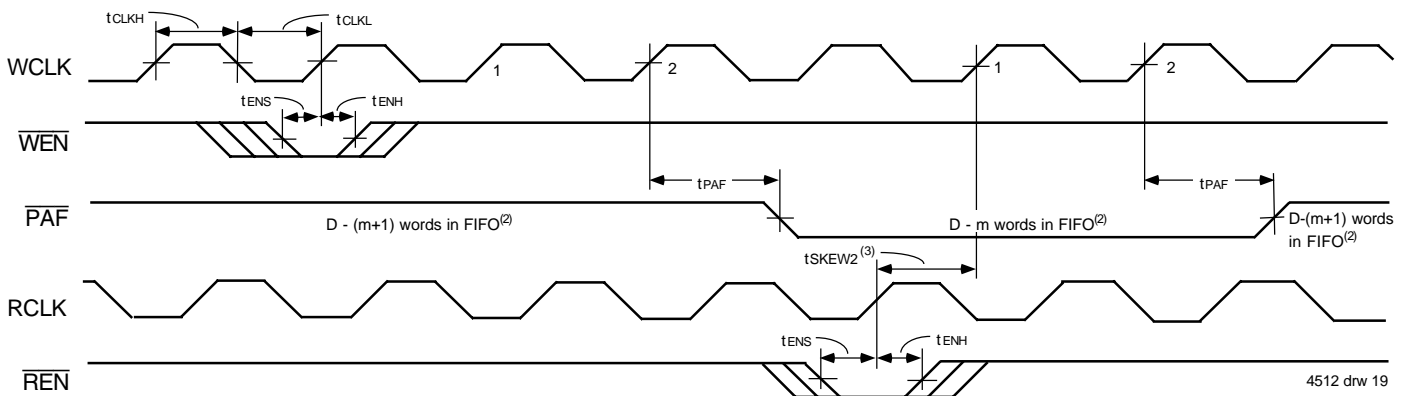 tCLKH
tCLKL
WCLK
1
2
1
2
tENS
tENH
WEN
tPAF
tPAF
PAF
D - (m+1) words in FIFO(2)
D - m words in FIFO(2)
D-(m+1) words
in FIFO(2)
tSKEW2(3)
RCLK
tENS
tENH
REN
4512 drw 19